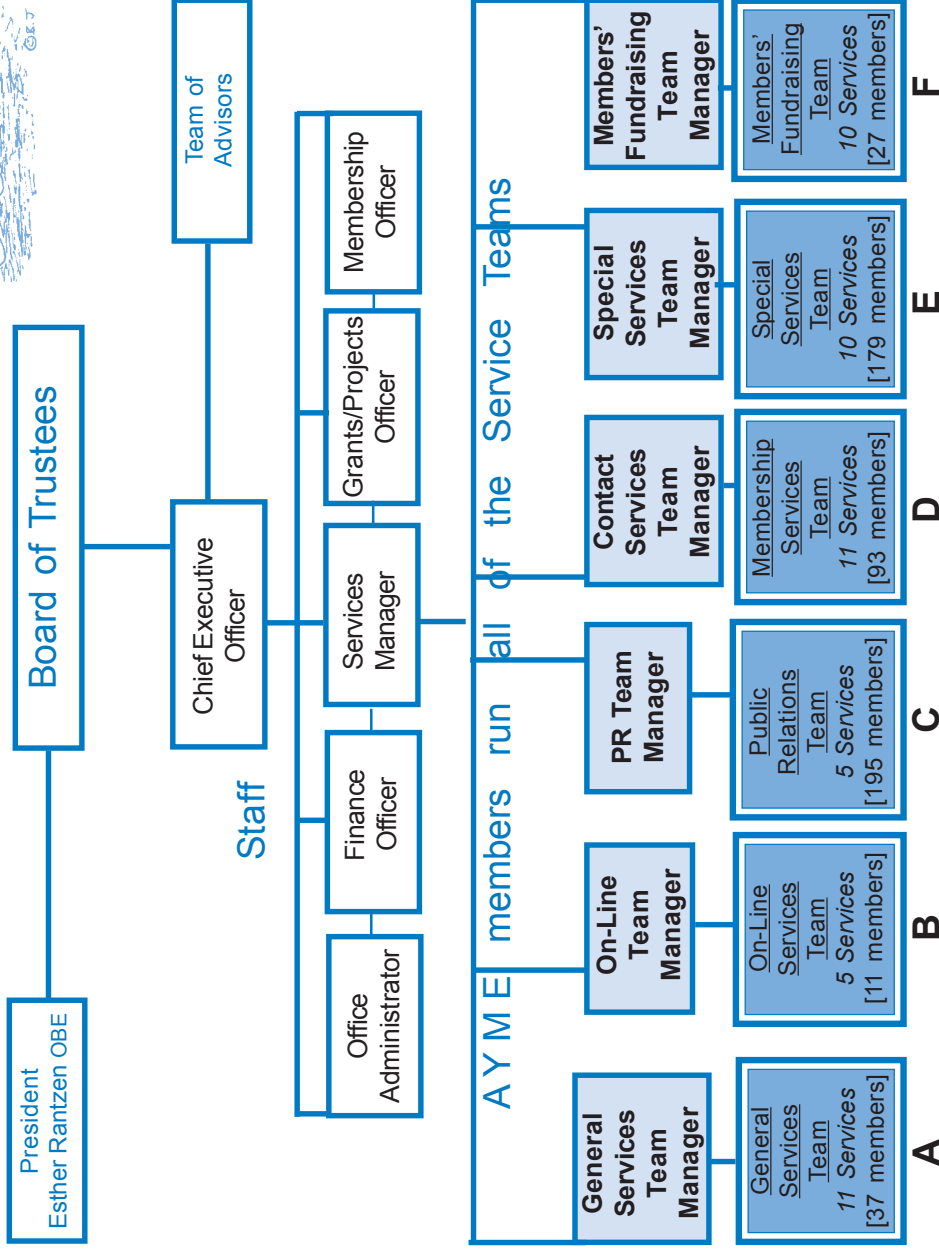 President
Esther Rantzen OBE
Board of Trustees
Team of
Advisors
Chief Executive
Officer
Staff
Office
Administrator
Finance
Officer
Services
Manager
Grants/Projects
Officer
Membership
Officer
A Y M E members run all of the Service Teams
General
Services
Team
Manager
On-Line
Team
Manager
PR Team
Manager
Contact
Services
Team
Manager
Special
Services
Team
Manager
Members'
Fundraising
Team
Manager
General
Services
Team
11 Services
[37 members]
On-Line
Services
Team
5 Services
[11 members]
Public
Relations
Team
5 Services
[195 members]
Membership
Services
Team
11 Services
[93 members]
Special
Services
Team
10 Services
[179 members]
Members'
Fundraising
Team
10 Services
[27 members]
A
B
C
D
E
F